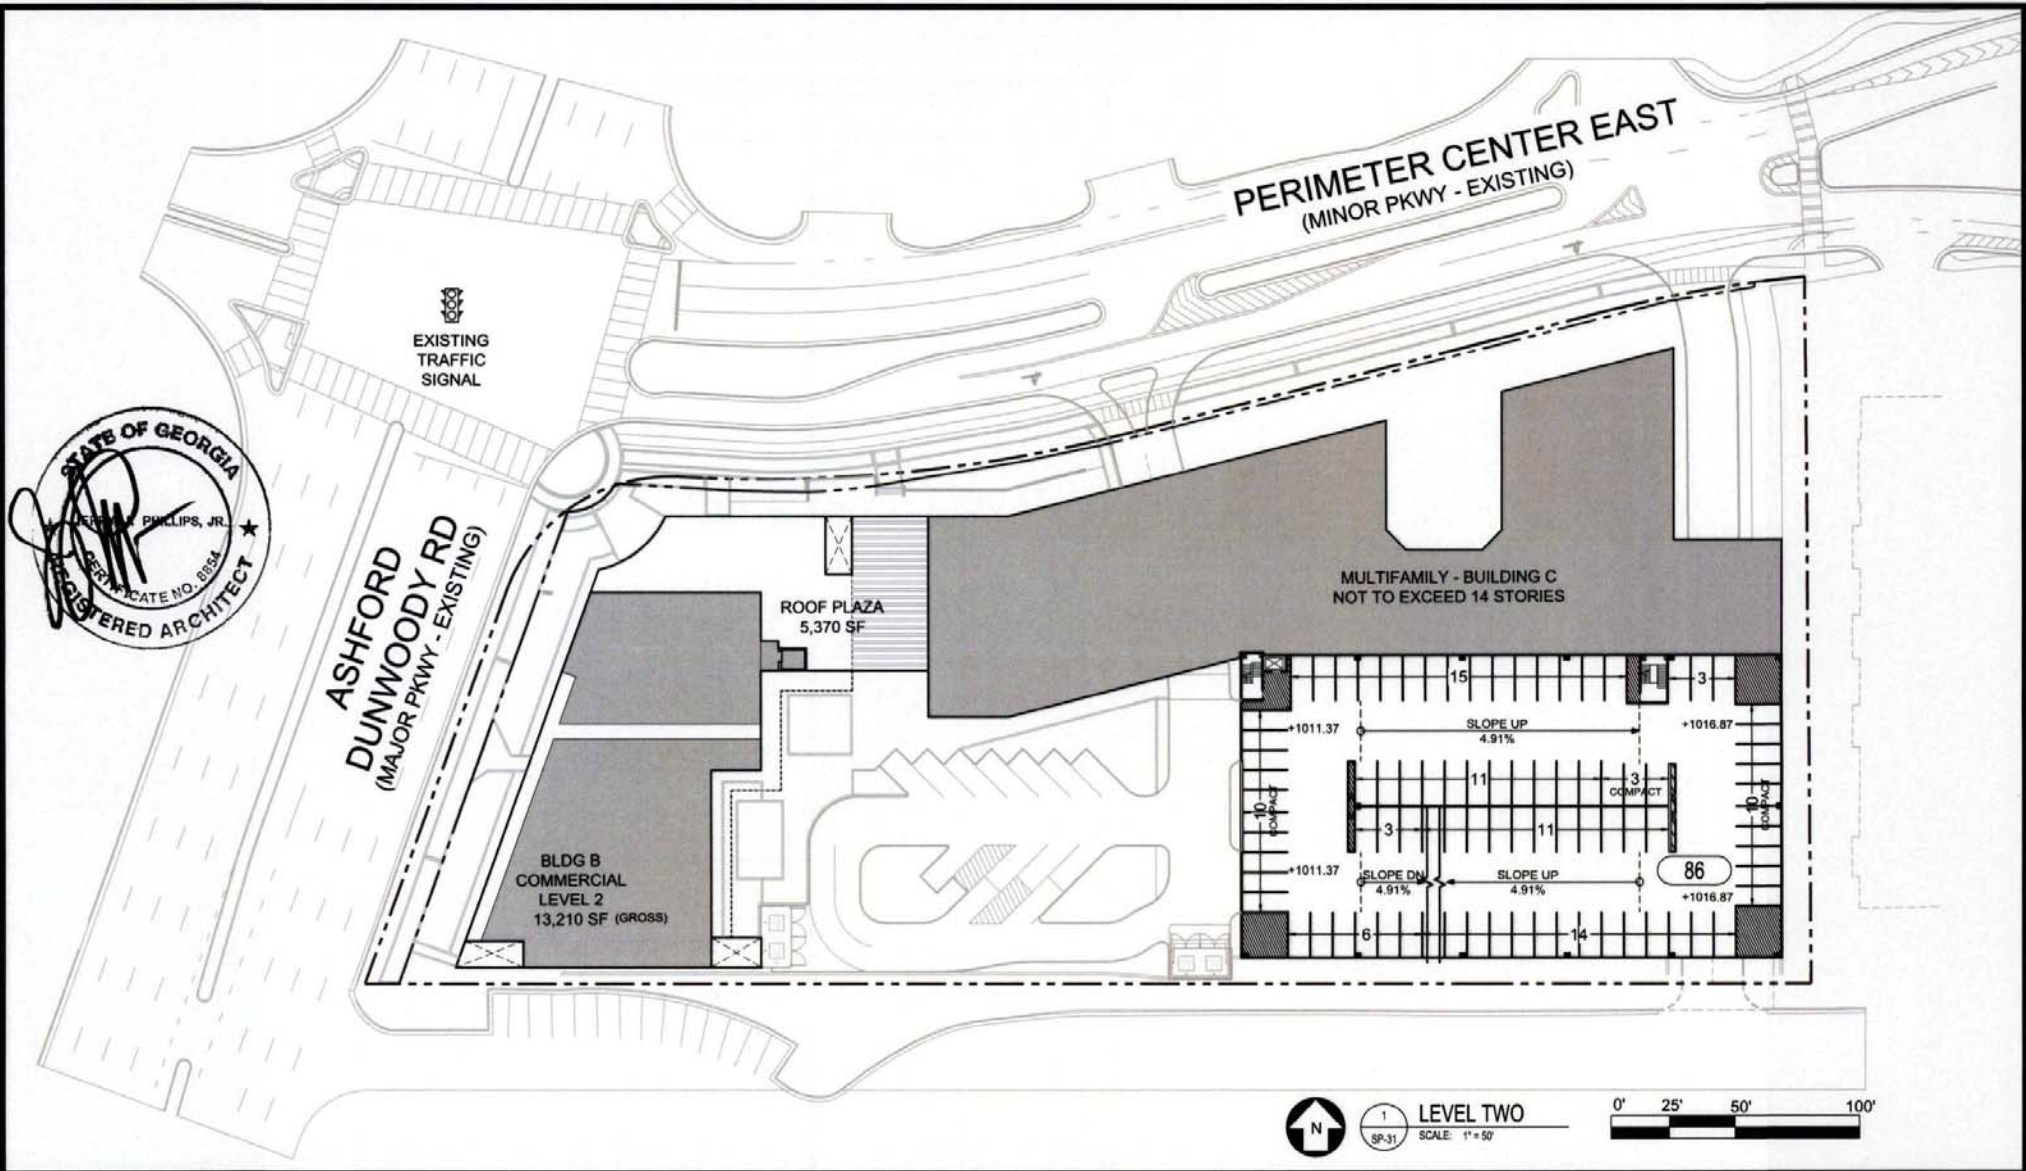 PERIMETER CENTER EAST
(MINOR PKWY - EXISTING)
EXISTING
TRAFFIC
SIGNAL
STATE OF GEORGIA
PHILLIPS, JR.
CERTIFICATE NO. 8854
REGISTERED ARCHITECT
ASHFORD
DUNWOODY RD
(MAJOR PKWY - EXISTING)
ROOF PLAZA
5,370 SF
MULTIFAMILY - BUILDING C
NOT TO EXCEED 14 STORIES
BLDG B
COMMERCIAL
LEVEL 2
13,210 SF (GROSS)
15
3
+1011.37
SLOPE UP
4.91%
+1016.87
11
3
COMPACT
10
COMPACT
10
COMPACT
3
11
86
+1011.37
SLOPE DN
4.91%
SLOPE UP
4.91%
+1016.87
6
14
N
1
SP-31
LEVEL TWO
SCALE: 1" = 50'
0' 25' 50' 100'